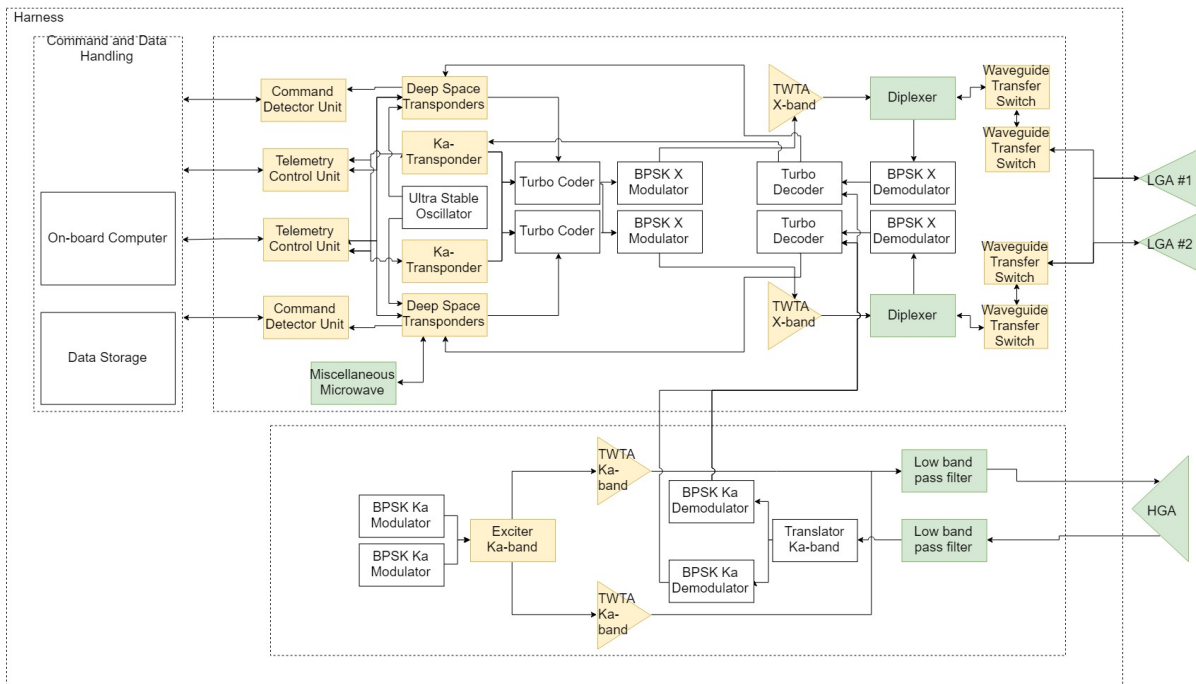 Harness
Command and Data
Handling
On-board Computer
Data Storage
Command
Detector Unit
Telemetry
Control Unit
Telemetry
Control Unit
Command
Detector Unit
Deep Space
Transponders
Ka-
Transponder
Ultra Stable
Oscillator
Ka-
Transponder
Deep Space
Transponders
Miscellaneous
Microwave
Turbo Coder
Turbo Coder
BPSK X
Modulator
BPSK X
Modulator
TWTA
X-band
Turbo
Decoder
Turbo
Decoder
TWTA
X-band
Diplexer
BPSK X
Demodulator
BPSK X
Demodulator
Diplexer
Waveguide
Transfer
Switch
Waveguide
Transfer
Switch
Waveguide
Transfer
Switch
Waveguide
Transfer
Switch
LGA #1
LGA #2
BPSK Ka
Modulator
BPSK Ka
Modulator
Exciter
Ka-band
TWTA
Ka-
band
TWTA
Ka-
band
BPSK Ka
Demodulator
BPSK Ka
Demodulator
Translator
Ka-band
Low band
pass filter
Low band
pass filter
HGA